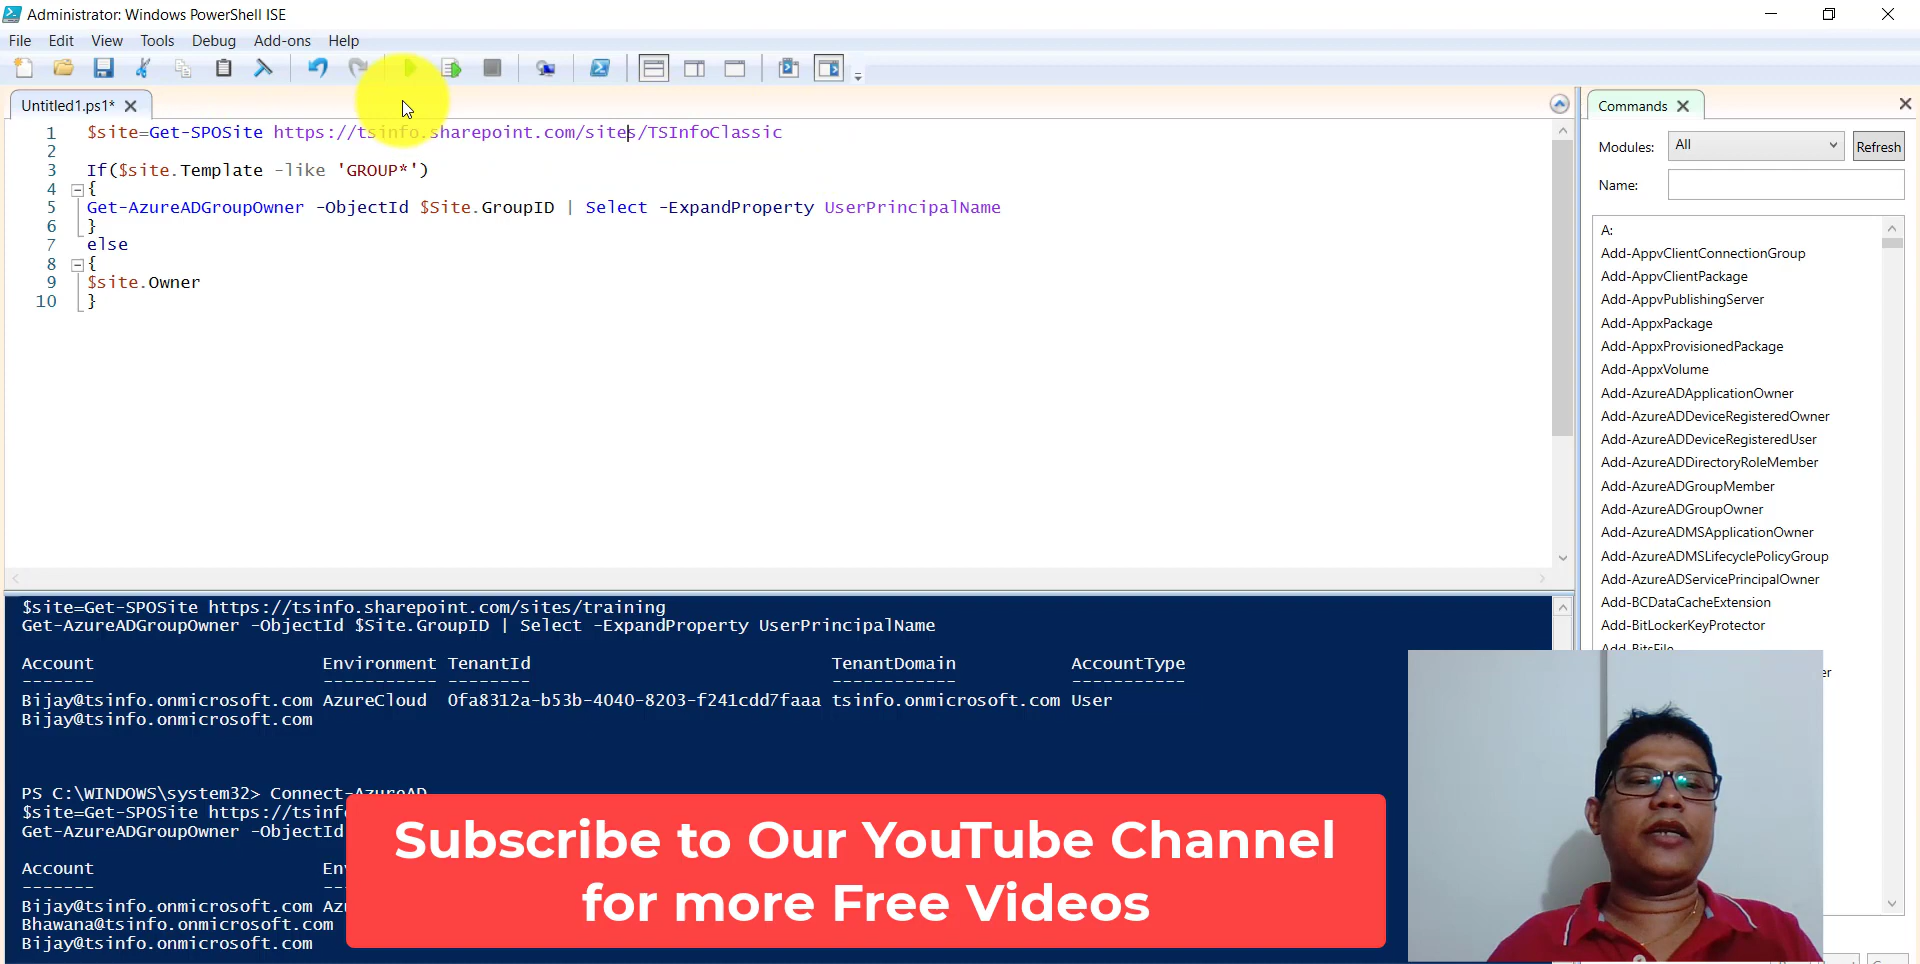 Administrator: Windows PowerShell ISE
File Edit View Tools Debug Add-ons Help
Untitled1.ps1*
Commands
1 $site=Get-SPOSite https://tsinfo.sharepoint.com/sites/TSInfoClassic
2
3 If($site.Template -like 'GROUP*')
4 {
5 Get-AzureADGroupOwner -ObjectId $Site.GroupID | Select -ExpandProperty UserPrincipalName
6 }
7 else
8 {
9 $site.Owner
10 }
Modules: All Refresh
Name:
A:
Add-AppvClientConnectionGroup
Add-AppvClientPackage
Add-AppvPublishingServer
Add-AppxPackage
Add-AppxProvisionedPackage
Add-AppxVolume
Add-AzureADApplicationOwner
Add-AzureADDeviceRegisteredOwner
Add-AzureADDeviceRegisteredUser
Add-AzureADDirectoryRoleMember
Add-AzureADGroupMember
Add-AzureADGroupOwner
Add-AzureADMSApplicationOwner
Add-AzureADMSLifecyclePolicyGroup
Add-AzureADServicePrincipalOwner
Add-BCDataCacheExtension
Add-BitLockerKeyProtector
Add-BitsFile
$site=Get-SPOSite https://tsinfo.sharepoint.com/sites/training
Get-AzureADGroupOwner -ObjectId $Site.GroupID | Select -ExpandProperty UserPrincipalName
Account Environment TenantId TenantDomain AccountType
------- ----------- -------- ------------ -----------
Bijay@tsinfo.onmicrosoft.com AzureCloud 0fa8312a-b53b-4040-8203-f241cdd7faaa tsinfo.onmicrosoft.com User
Bijay@tsinfo.onmicrosoft.com
PS C:\WINDOWS\system32> Connect-AzureAD
$site=Get-SPOSite https://tsinf
Get-AzureADGroupOwner -ObjectId
Account
-------
Bijay@tsinfo.onmicrosoft.com
Bhawana@tsinfo.onmicrosoft.com
Bijay@tsinfo.onmicrosoft.com
Subscribe to Our YouTube Channel
for more Free Videos